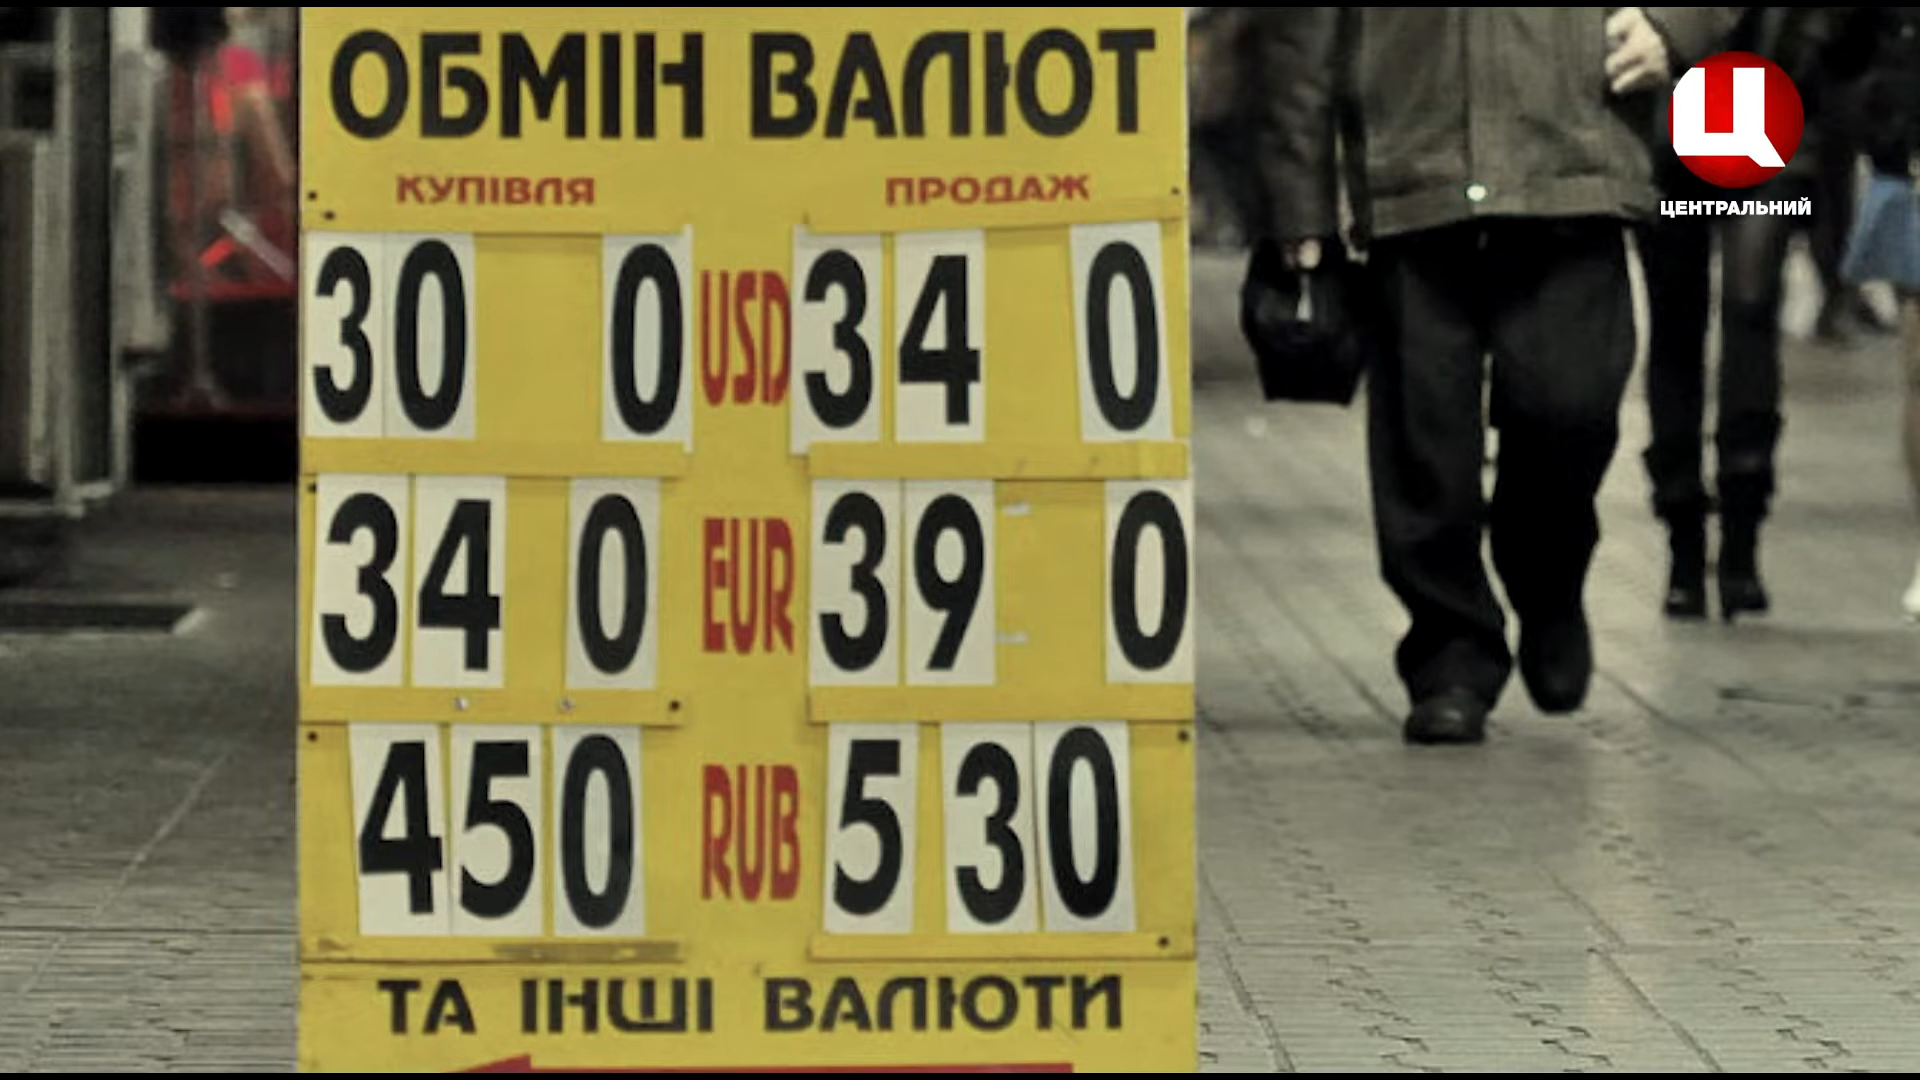 ОБМІН ВАЛЮТ
КУПІВЛЯ ПРОДАЖ
30 0 USD 34 0
34 0 EUR 39 0
450 RUB 5 30
ТА ІНШІ ВАЛЮТИ
Ц
ЦЕНТРАЛЬНИЙ